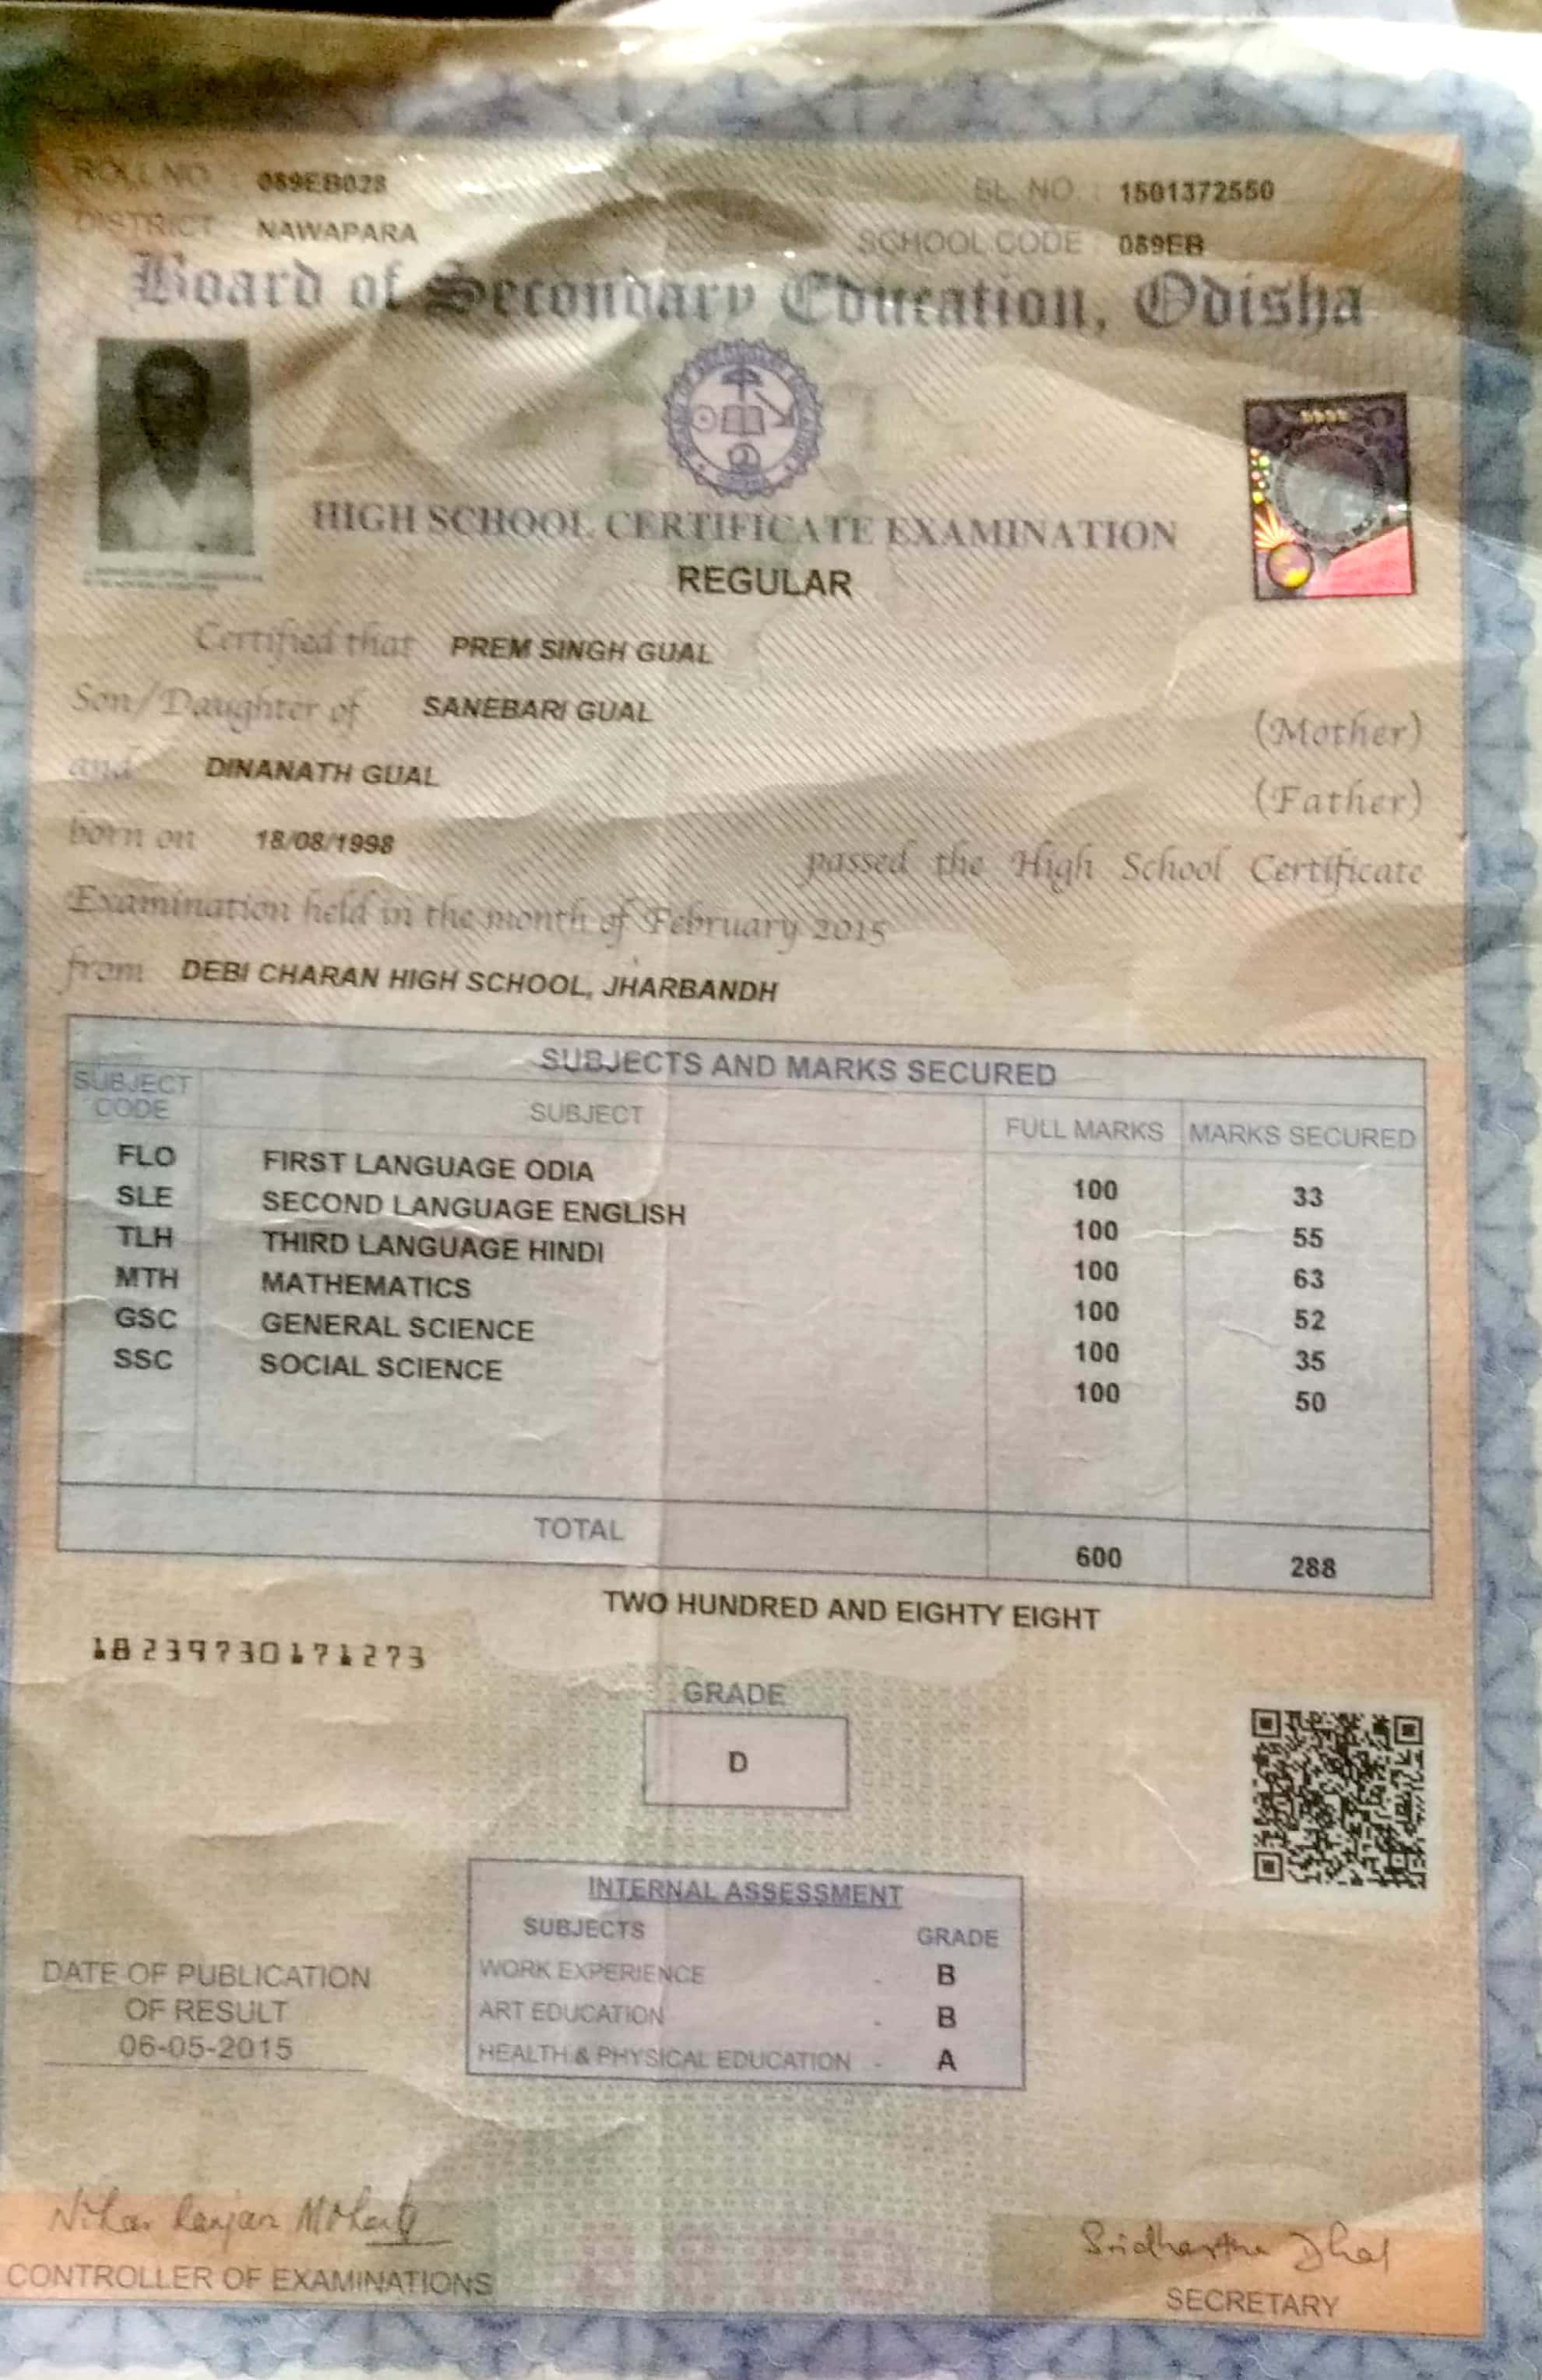 ROLL NO : 089EB028
SL. NO. : 1501372550
DISTRICT : NAWAPARA
SCHOOL CODE : 089EB
Board of Secondary Education, Odisha
HIGH SCHOOL CERTIFICATE EXAMINATION
REGULAR
Certified that PREM SINGH GUAL
Son/Daughter of SANEBARI GUAL (Mother)
and DINANATH GUAL (Father)
born on 18/08/1998 passed the High School Certificate
Examination held in the month of February 2015
from DEBI CHARAN HIGH SCHOOL, JHARBANDH
SUBJECTS AND MARKS SECURED
SUBJECT CODE SUBJECT FULL MARKS MARKS SECURED
FLO FIRST LANGUAGE ODIA 100 33
SLE SECOND LANGUAGE ENGLISH 100 55
TLH THIRD LANGUAGE HINDI 100 63
MTH MATHEMATICS 100 52
GSC GENERAL SCIENCE 100 35
SSC SOCIAL SCIENCE 100 50
TOTAL 600 288
TWO HUNDRED AND EIGHTY EIGHT
18239730171273
GRADE
D
INTERNAL ASSESSMENT
SUBJECTS GRADE
WORK EXPERIENCE - B
ART EDUCATION - B
HEALTH & PHYSICAL EDUCATION - A
DATE OF PUBLICATION
OF RESULT
06-05-2015
Nihar Ranjan Mohanty
CONTROLLER OF EXAMINATIONS
Sridhartha Dhal
SECRETARY